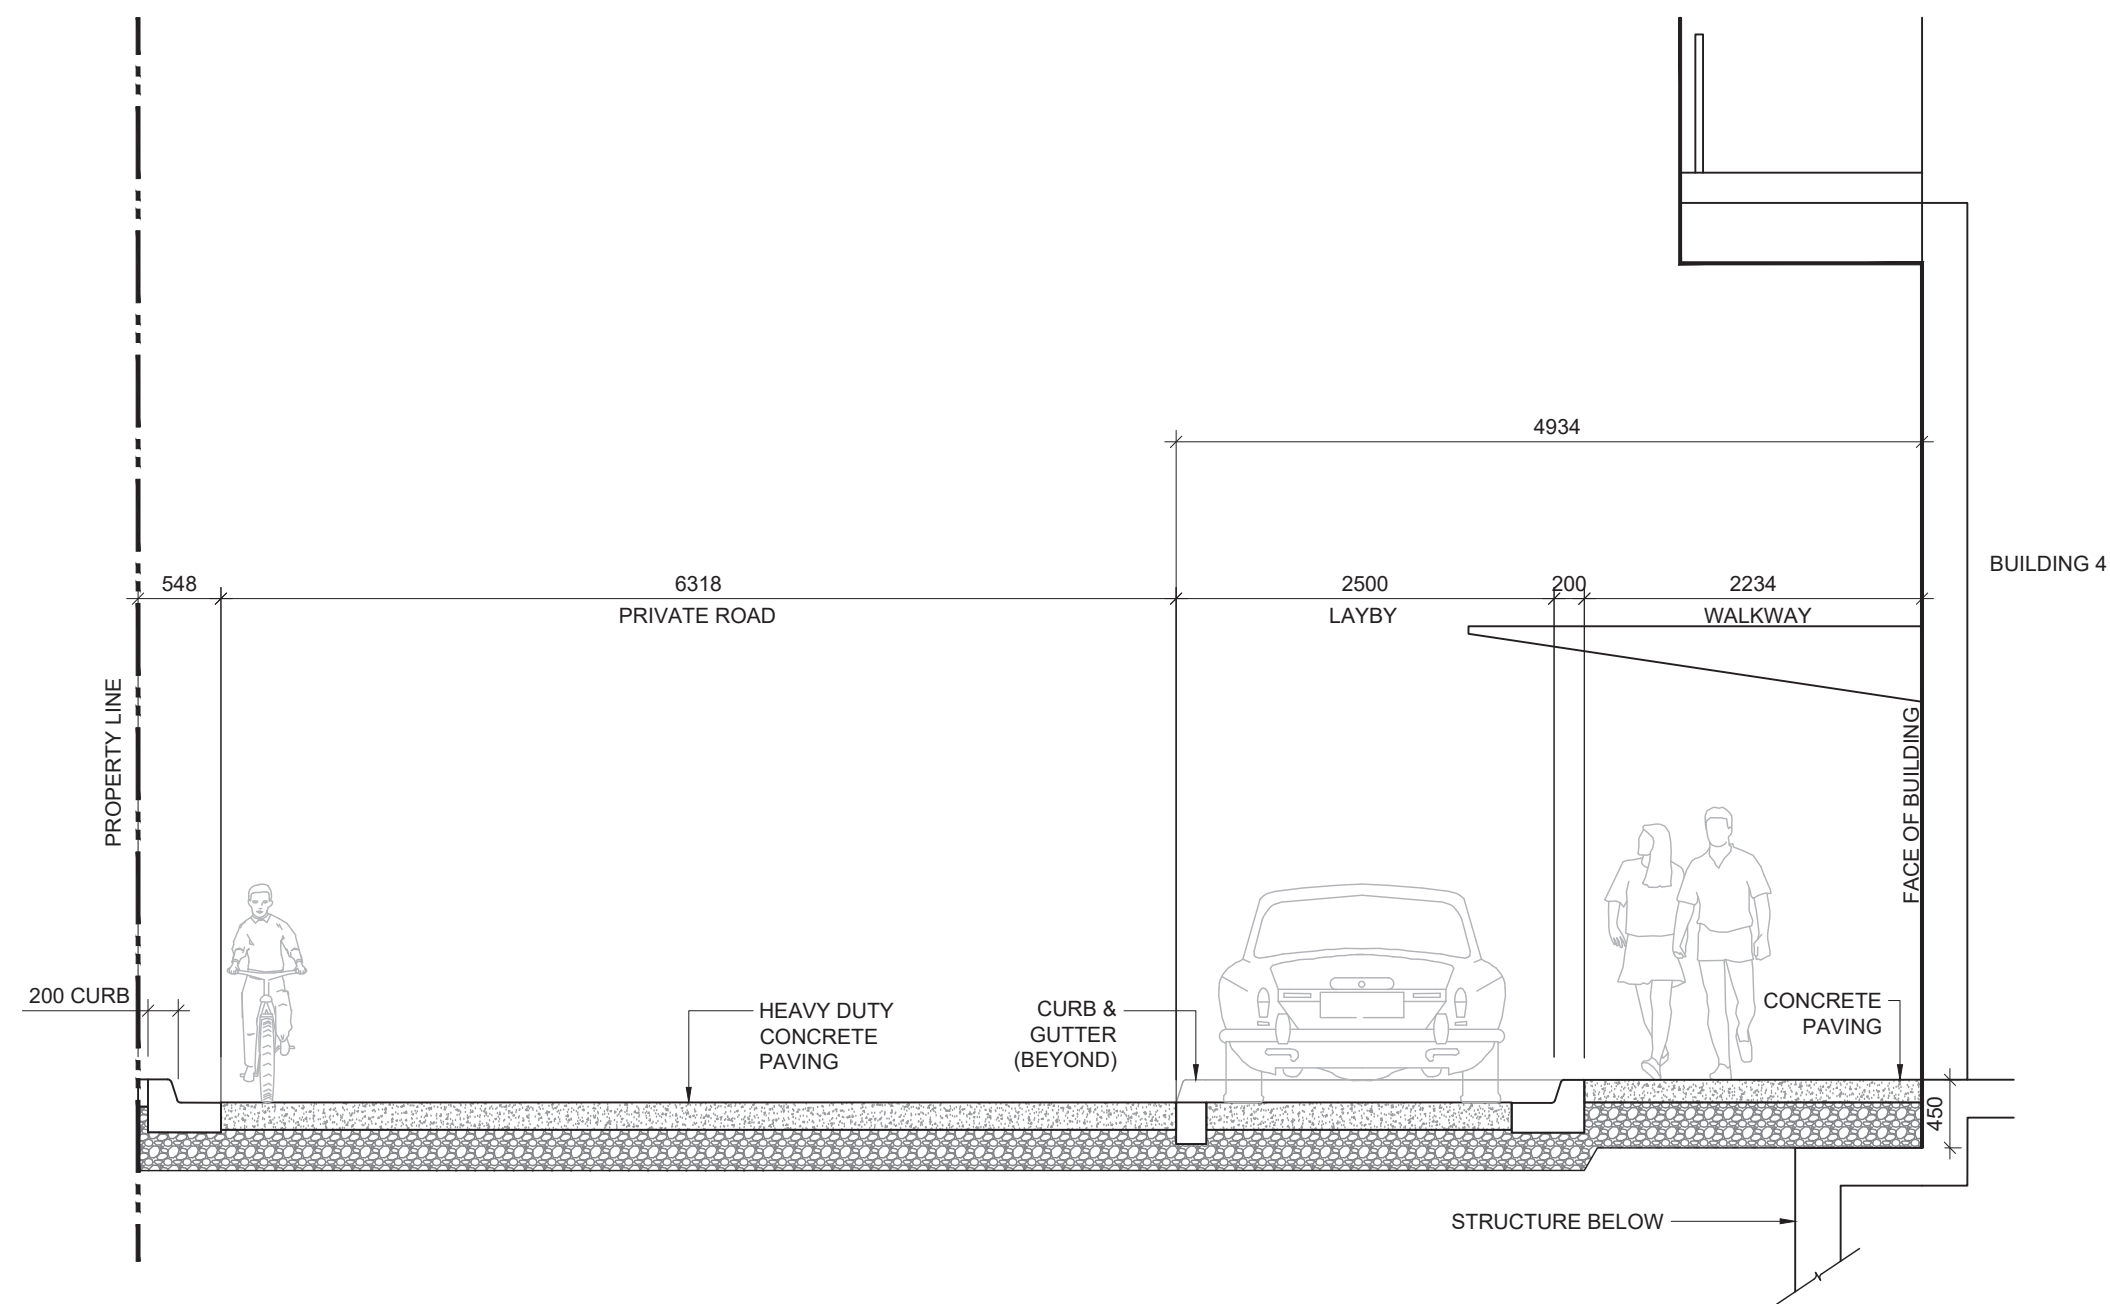 4934
548
6318
2500
200
2234
PRIVATE ROAD
LAYBY
WALKWAY
BUILDING 4
PROPERTY LINE
FACE OF BUILDING
200 CURB
HEAVY DUTY
CONCRETE
PAVING
CURB &
GUTTER
(BEYOND)
CONCRETE
PAVING
450
STRUCTURE BELOW